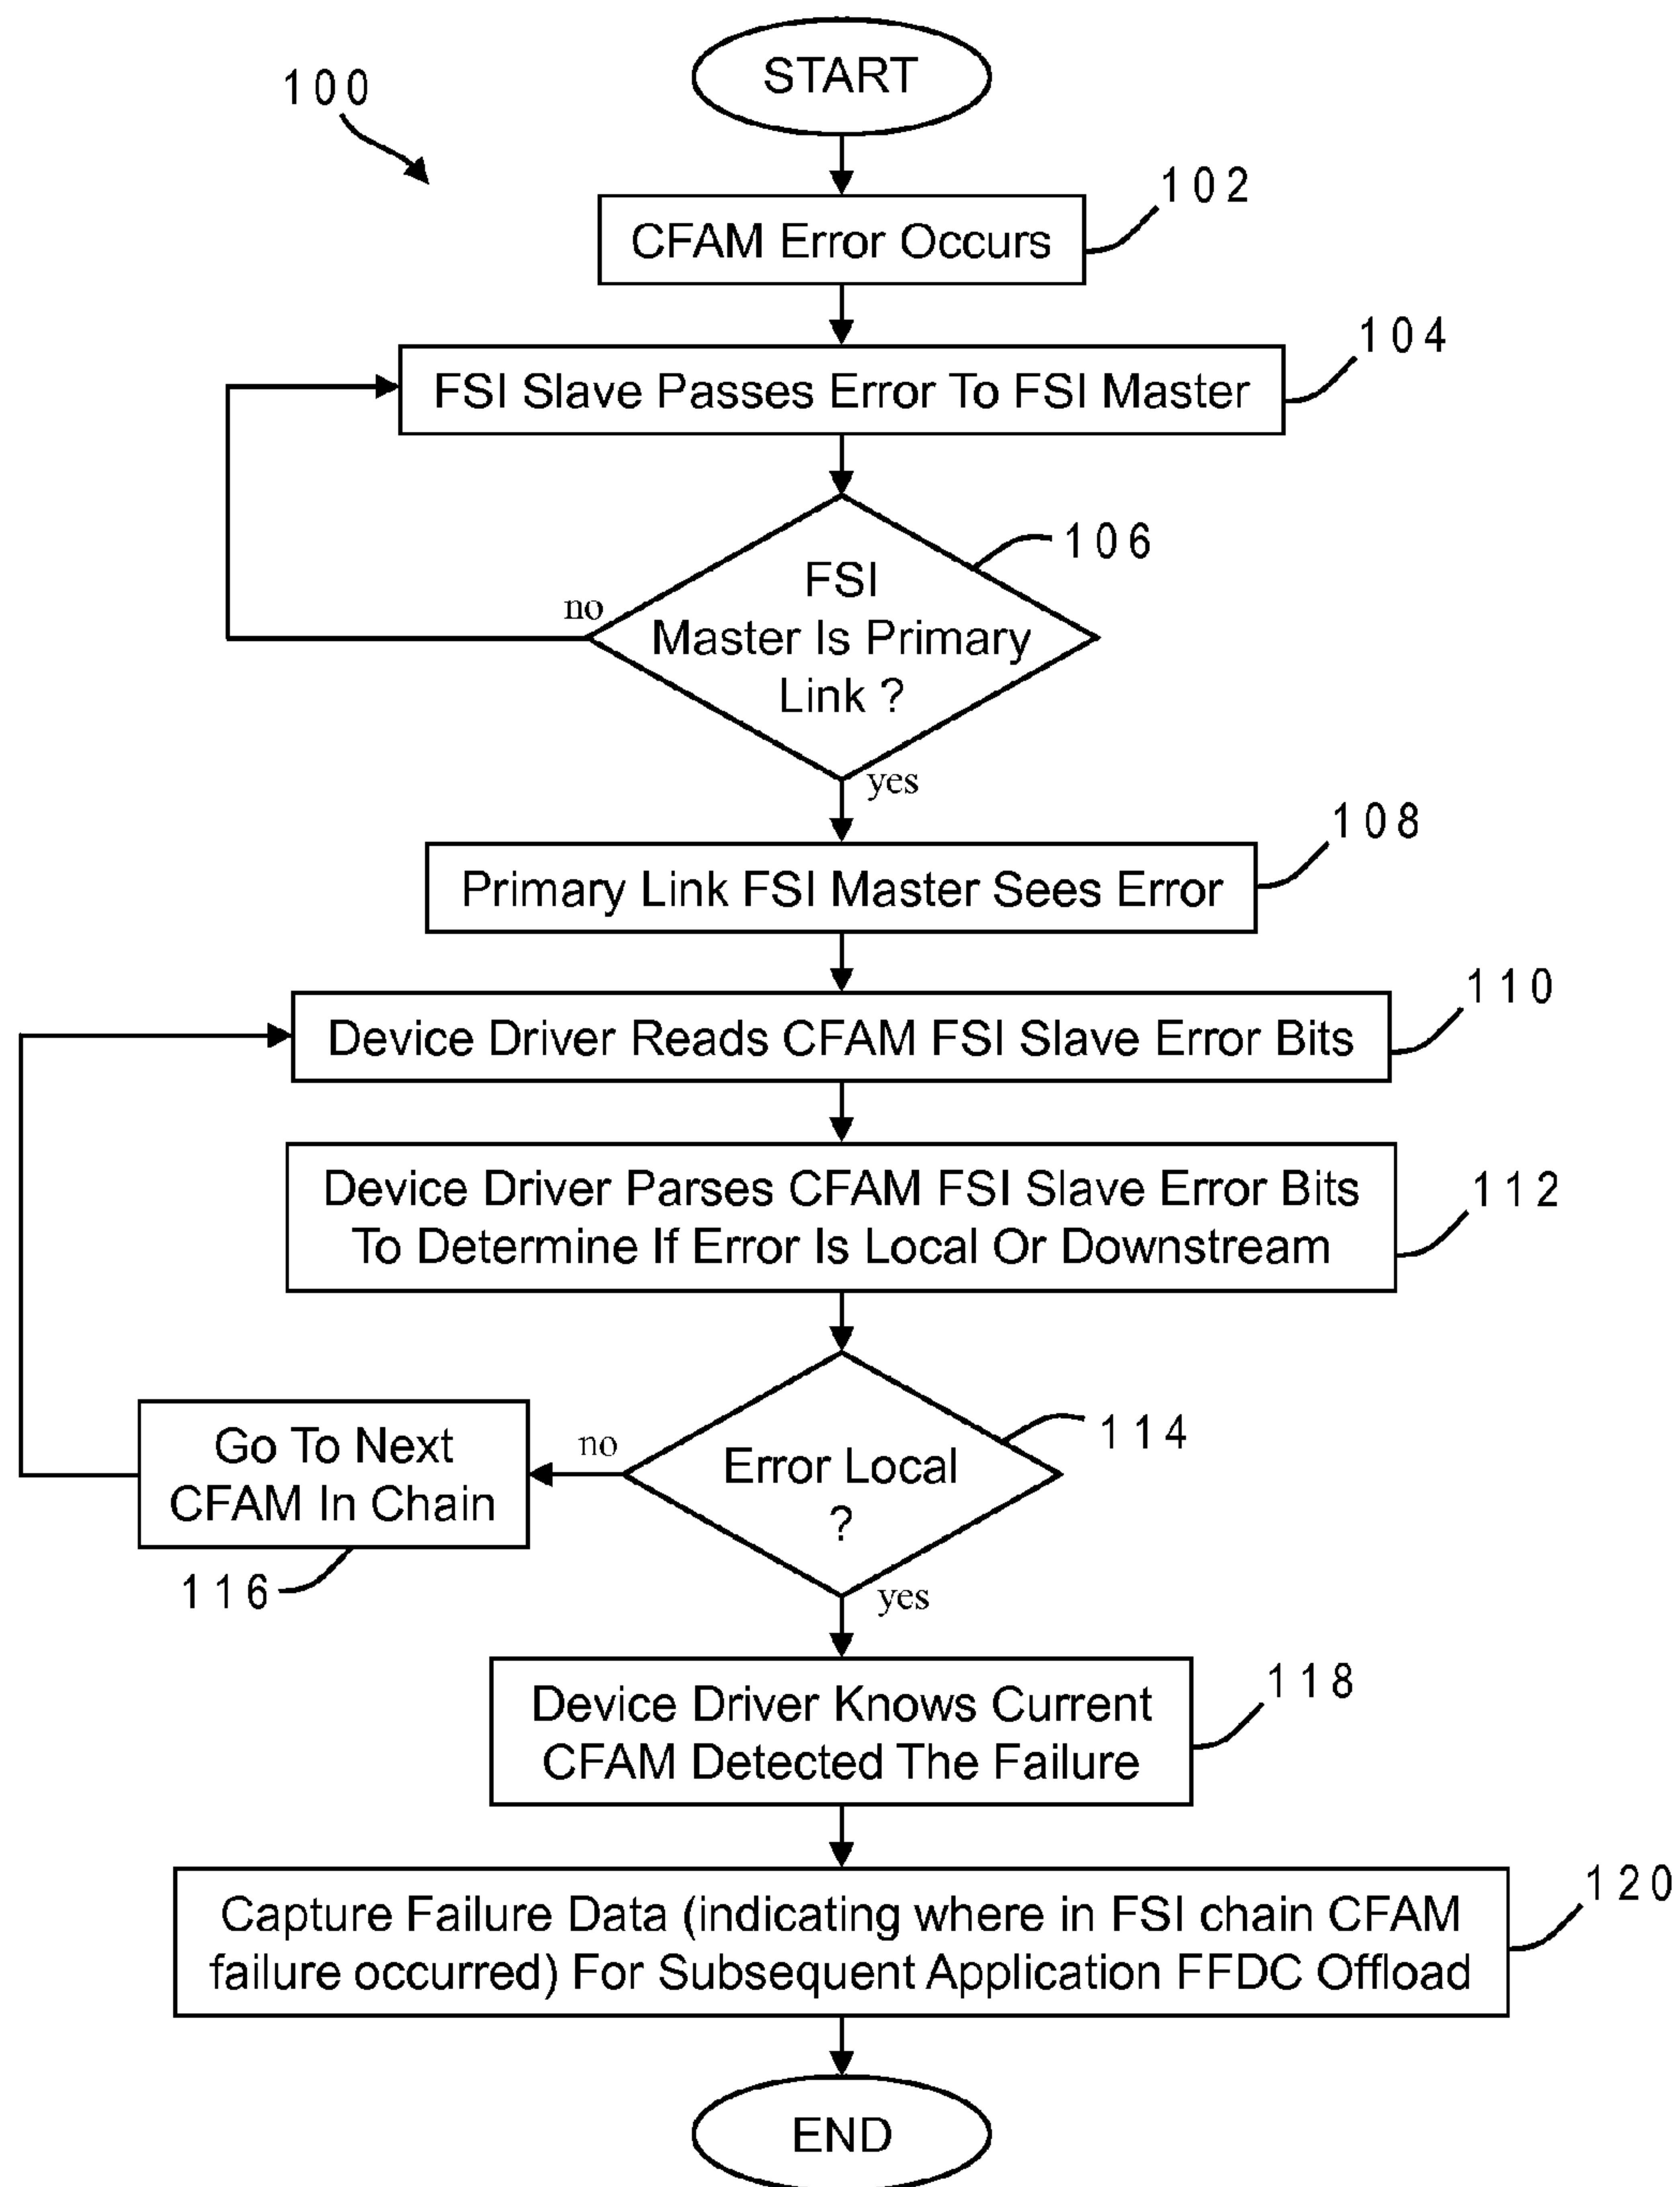 START
100
102
CFAM Error Occurs
104
FSI Slave Passes Error To FSI Master
106
FSI
Master Is Primary
Link ?
no
yes
108
Primary Link FSI Master Sees Error
110
Device Driver Reads CFAM FSI Slave Error Bits
Device Driver Parses CFAM FSI Slave Error Bits
To Determine If Error Is Local Or Downstream
112
Go To Next
CFAM In Chain
116
no
Error Local
?
114
yes
Device Driver Knows Current
CFAM Detected The Failure
118
120
Capture Failure Data (indicating where in FSI chain CFAM
failure occurred) For Subsequent Application FFDC Offload
END